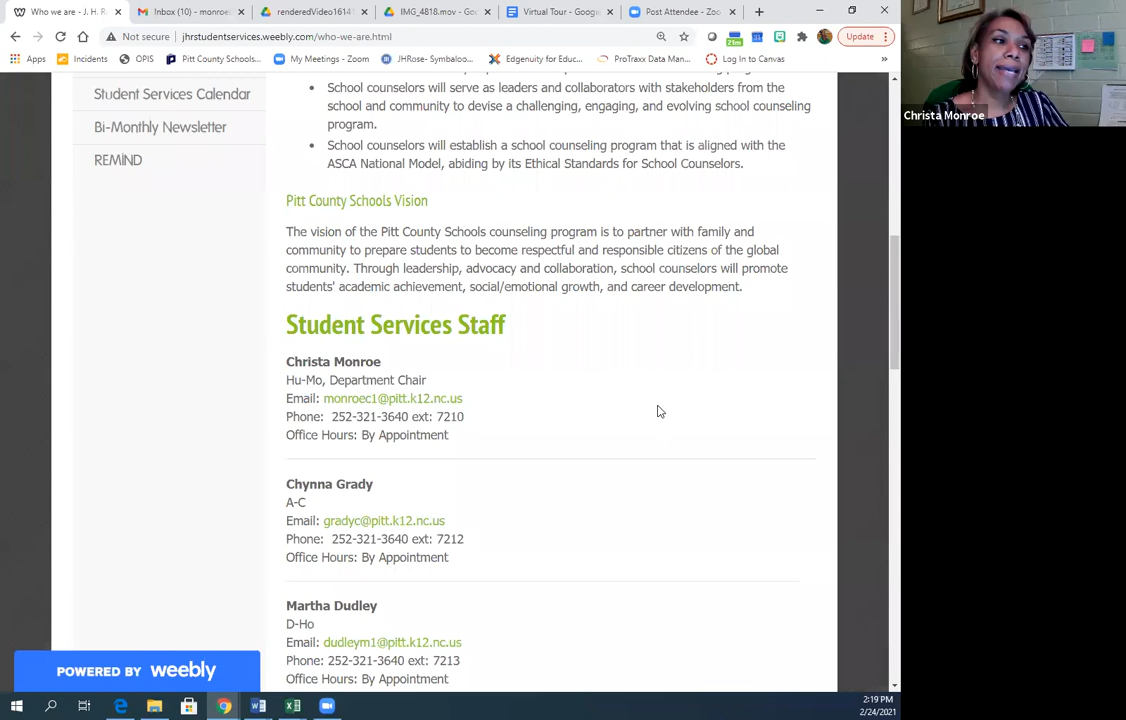 Who we are - J. H. R
Inbox (10) - monroe
renderedVideo16141
IMG_4818.mov - Goo
Virtual Tour - Google
Post Attendee - Zoo
Not secure | jhrstudentservices.weebly.com/who-we-are.html
Update
Apps
Incidents
OPIS
Pitt County Schools...
My Meetings - Zoom
JHRose- Symbaloo...
Edgenuity for Educ...
ProTraxx Data Man...
Log In to Canvas
»
21m
Christa Monroe
Student Services Calendar
Bi-Monthly Newsletter
REMIND
• School counselors will serve as leaders and collaborators with stakeholders from the
school and community to devise a challenging, engaging, and evolving school counseling
program.
• School counselors will establish a school counseling program that is aligned with the
ASCA National Model, abiding by its Ethical Standards for School Counselors.
Pitt County Schools Vision
The vision of the Pitt County Schools counseling program is to partner with family and
community to prepare students to become respectful and responsible citizens of the global
community. Through leadership, advocacy and collaboration, school counselors will promote
students' academic achievement, social/emotional growth, and career development.
Student Services Staff
Christa Monroe
Hu-Mo, Department Chair
Email: monroec1@pitt.k12.nc.us
Phone: 252-321-3640 ext: 7210
Office Hours: By Appointment
Chynna Grady
A-C
Email: gradyc@pitt.k12.nc.us
Phone: 252-321-3640 ext: 7212
Office Hours: By Appointment
Martha Dudley
D-Ho
Email: dudleym1@pitt.k12.nc.us
Phone: 252-321-3640 ext: 7213
Office Hours: By Appointment
POWERED BY weebly
2:19 PM
2/24/2021